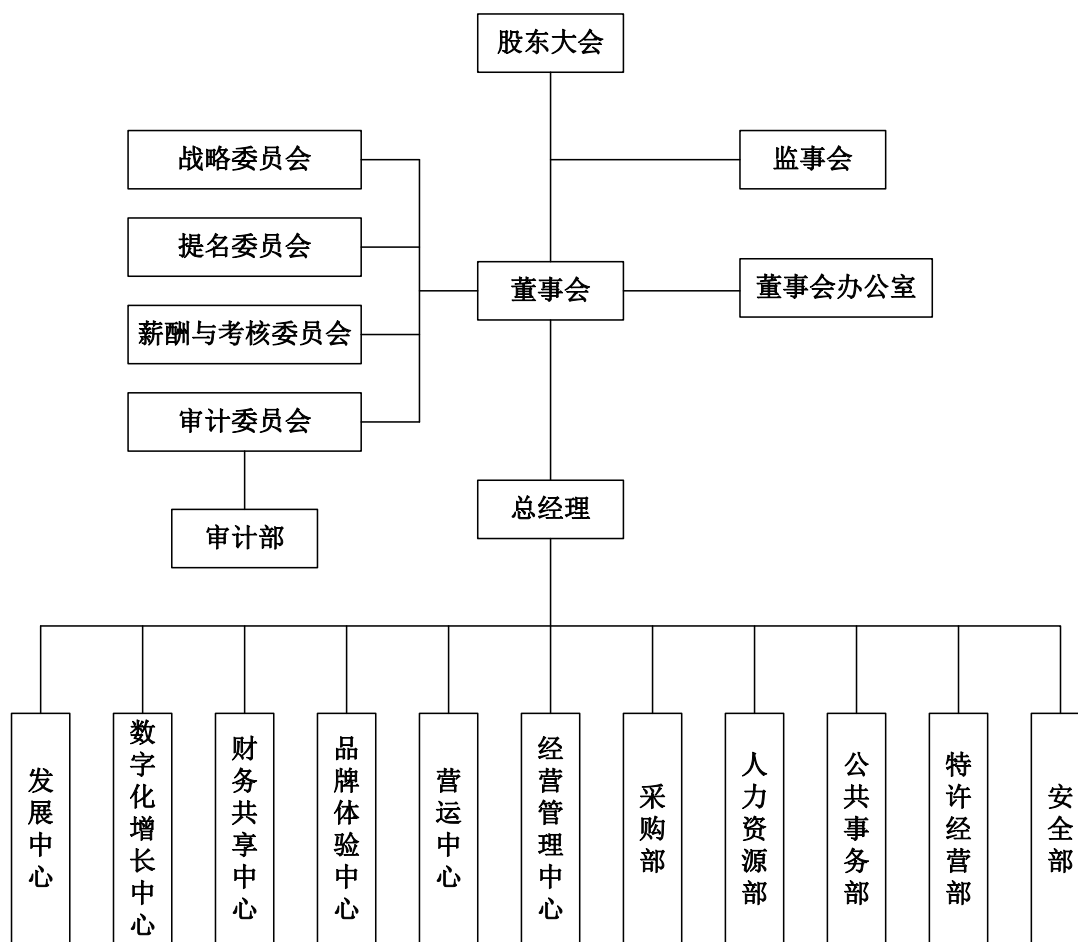 股东大会
战略委员会
监事会
提名委员会
董事会
董事会办公室
薪酬与考核委员会
审计委员会
总经理
审计部
发展中心
数字化增长中心
财务共享中心
品牌体验中心
营运中心
经营管理中心
采购部
人力资源部
公共事务部
特许经营部
安全部